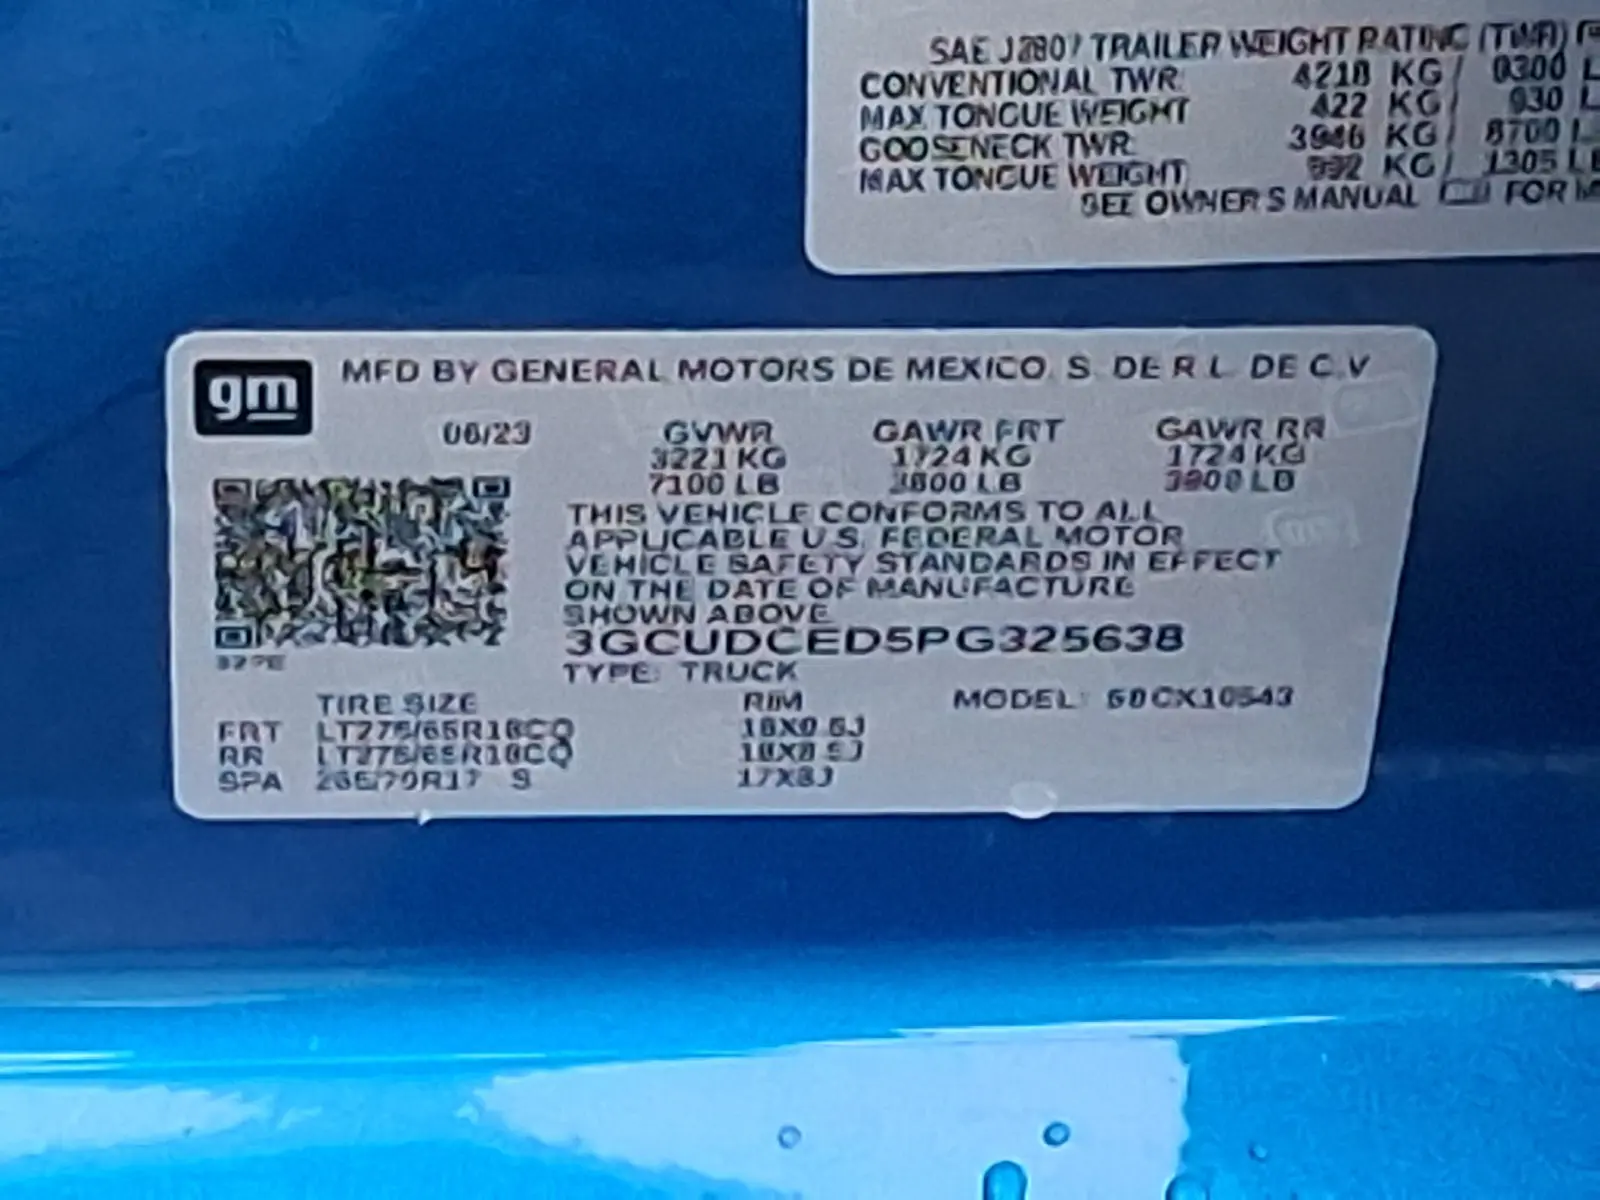 SAE J2807 TRAILER WEIGHT RATING (TWR)
CONVENTIONAL TWR: 4218 KG / 9300 L
MAX TONGUE WEIGHT 422 KG / 930 L
GOOSENECK TWR: 3946 KG / 8700 L
MAX TONGUE WEIGHT: 592 KG / 1305 LB
SEE OWNER'S MANUAL FOR M
gm
MFD BY GENERAL MOTORS DE MEXICO, S. DE R.L. DE C.V
06/23 GVWR GAWR FRT GAWR RR
3221 KG 1724 KG 1724 KG
7100 LB 3800 LB 3800 LB
THIS VEHICLE CONFORMS TO ALL
APPLICABLE U.S. FEDERAL MOTOR
VEHICLE SAFETY STANDARDS IN EFFECT
ON THE DATE OF MANUFACTURE
SHOWN ABOVE.
3GCUDCED5PG325638
TYPE: TRUCK
TIRE SIZE RIM MODEL:
FRT LT275/65R18CQ 18X8.5J
RR LT275/65R18CQ 18X8.5J
SPA 265/70R17 S 17X8J